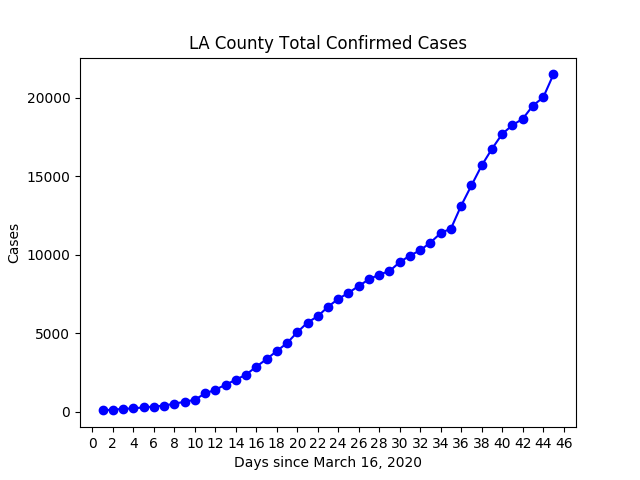 LA County Total Confirmed Cases
20000
15000
10000
5000
0
Cases
0 2 4 6 8 10 12 14 16 18 20 22 24 26 28 30 32 34 36 38 40 42 44 46
Days since March 16, 2020